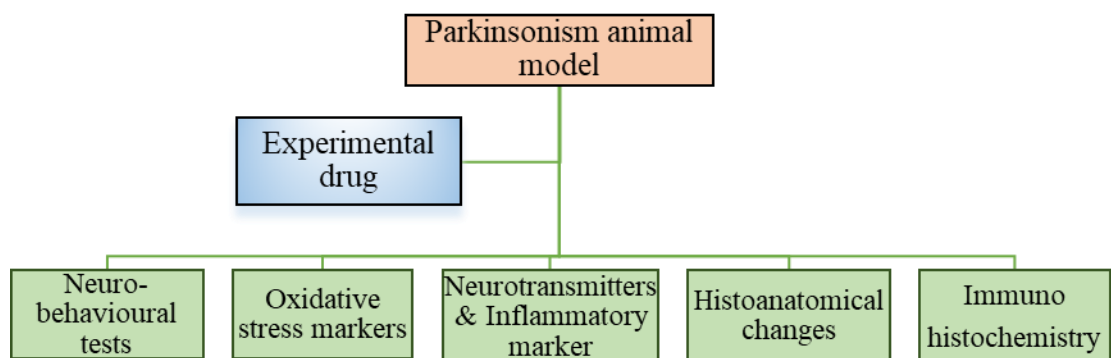 Parkinsonism animal
model
Experimental
drug
Neuro-
behavioural
tests
Oxidative
stress markers
Neurotransmitters
& Inflammatory
marker
Histoanatomical
changes
Immuno
histochemistry